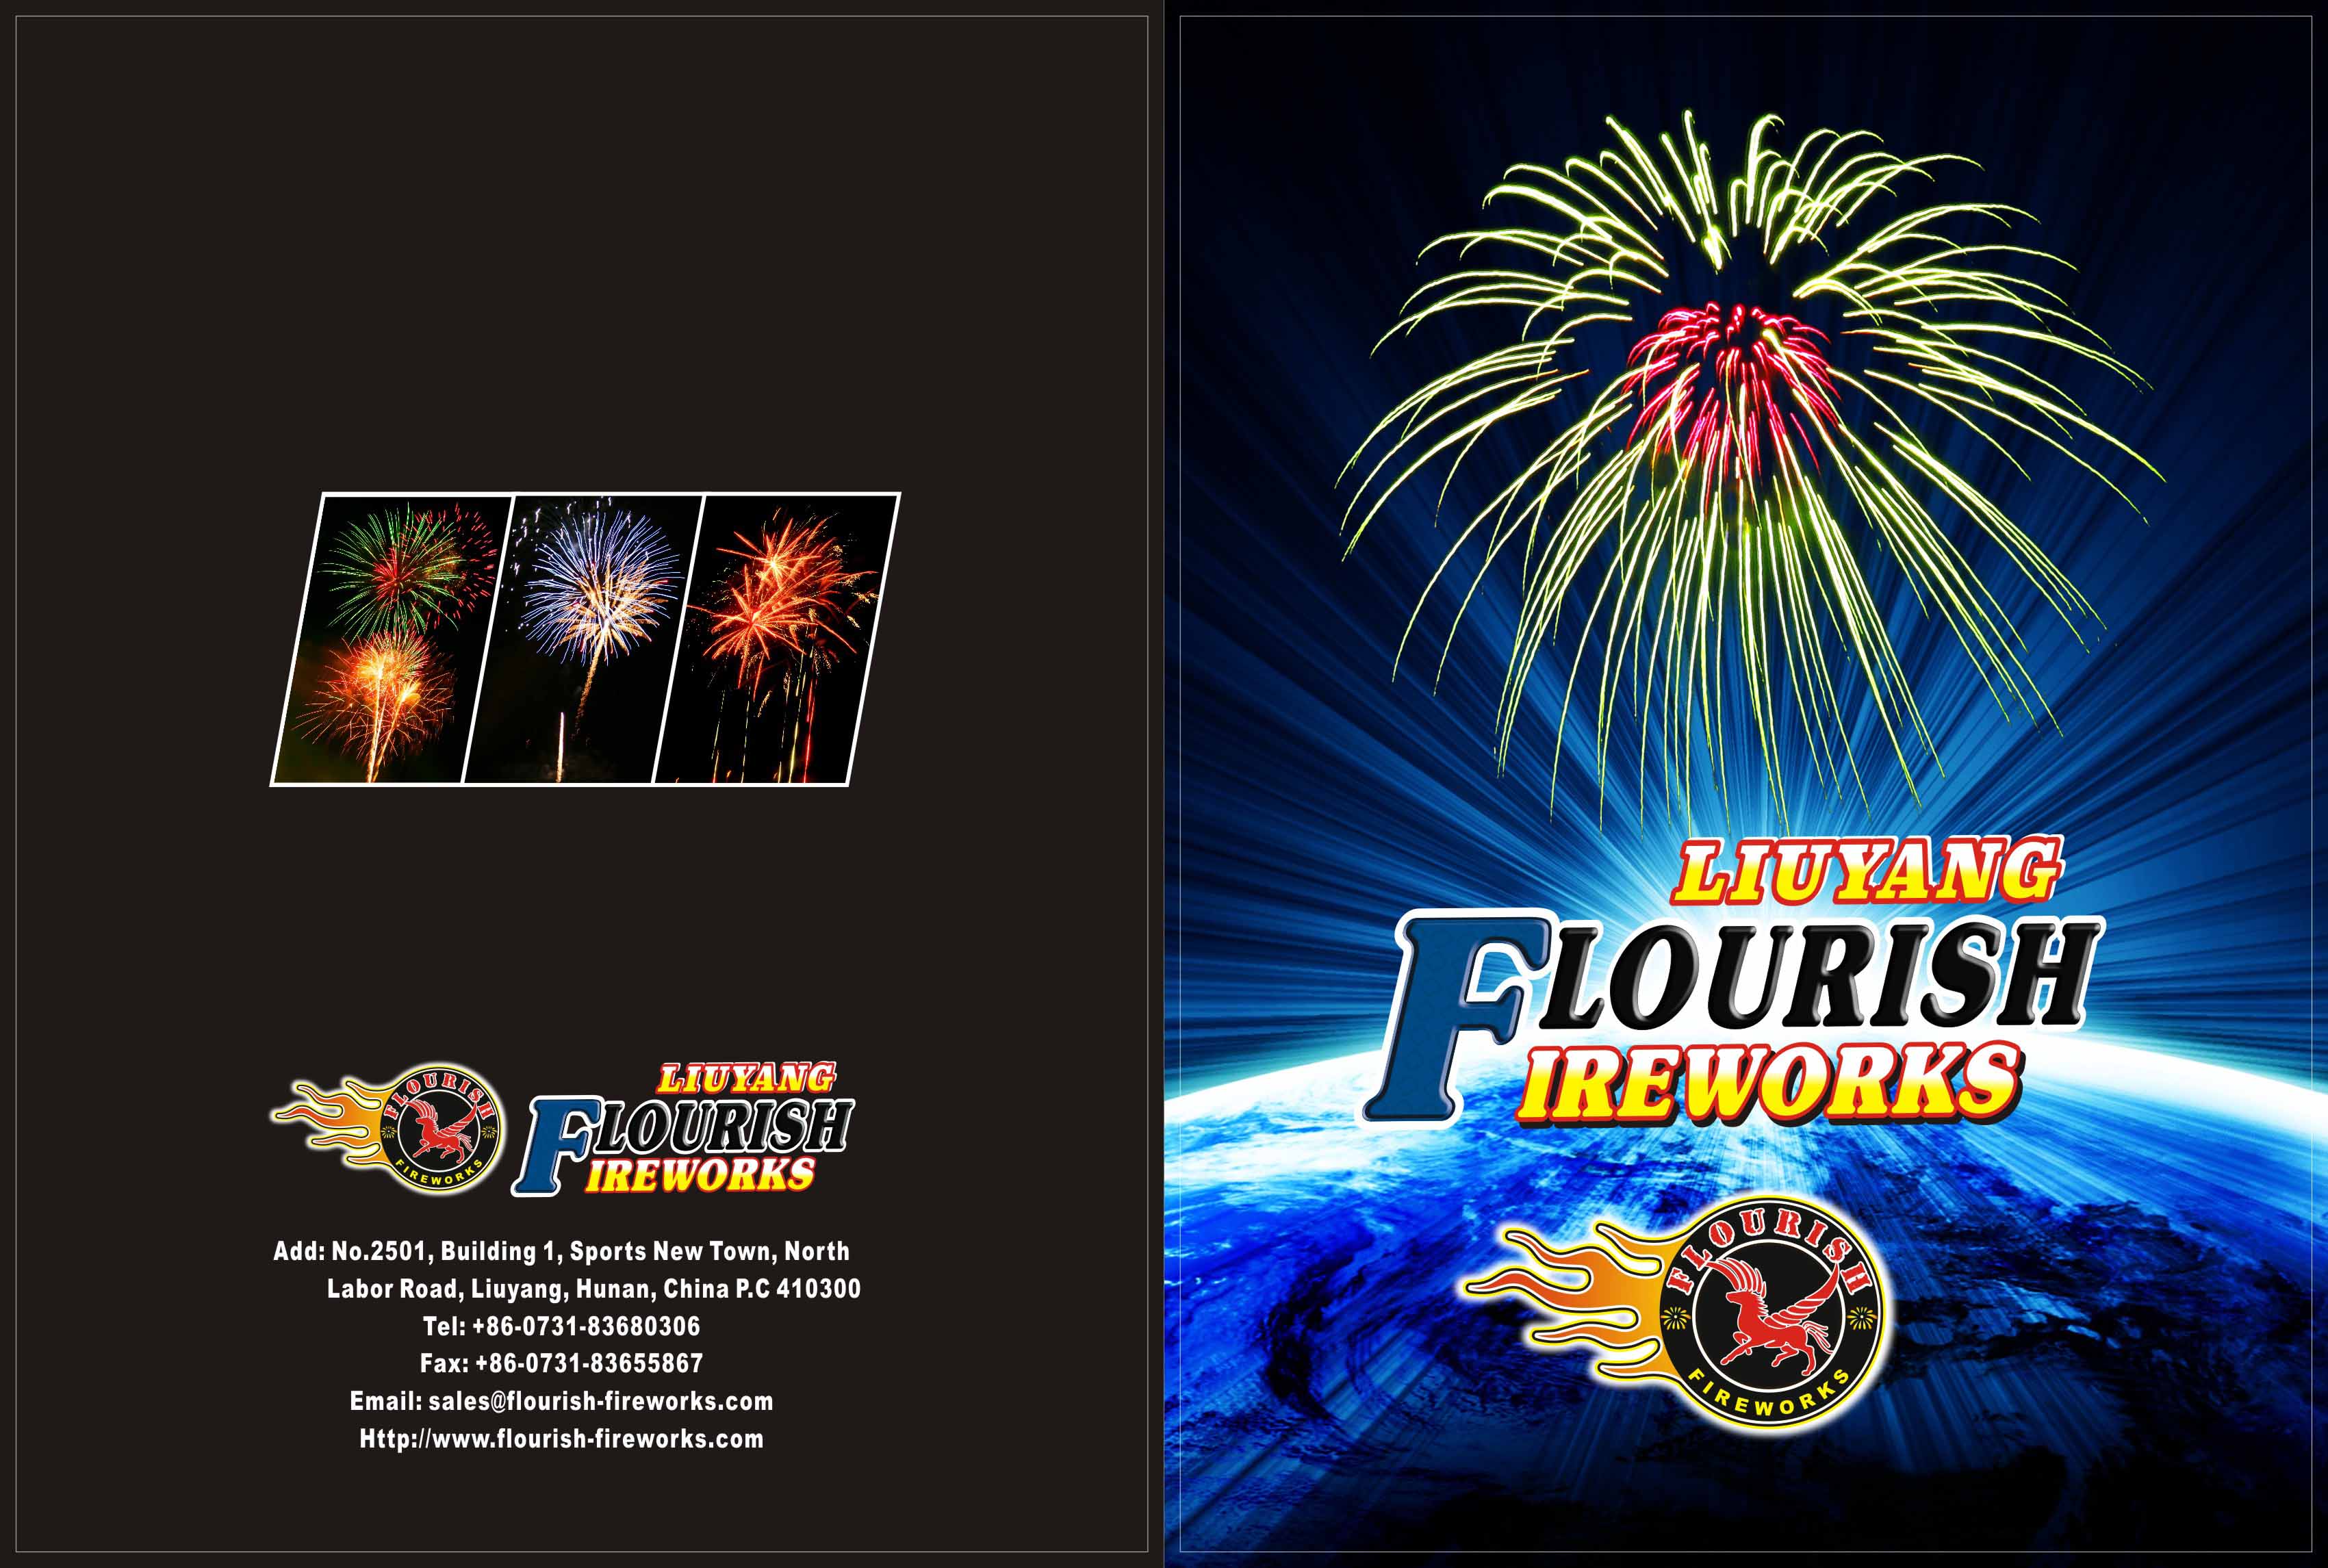 LIUYANG
FLOURISH
FIREWORKS
FLOURISH
FIREWORKS
Add: No.2501, Building 1, Sports New Town, North
Labor Road, Liuyang, Hunan, China P.C 410300
Tel: +86-0731-83680306
Fax: +86-0731-83655867
Email: sales@flourish-fireworks.com
Http://www.flourish-fireworks.com
LIUYANG
FLOURISH
FIREWORKS
FLOURISH
FIREWORKS